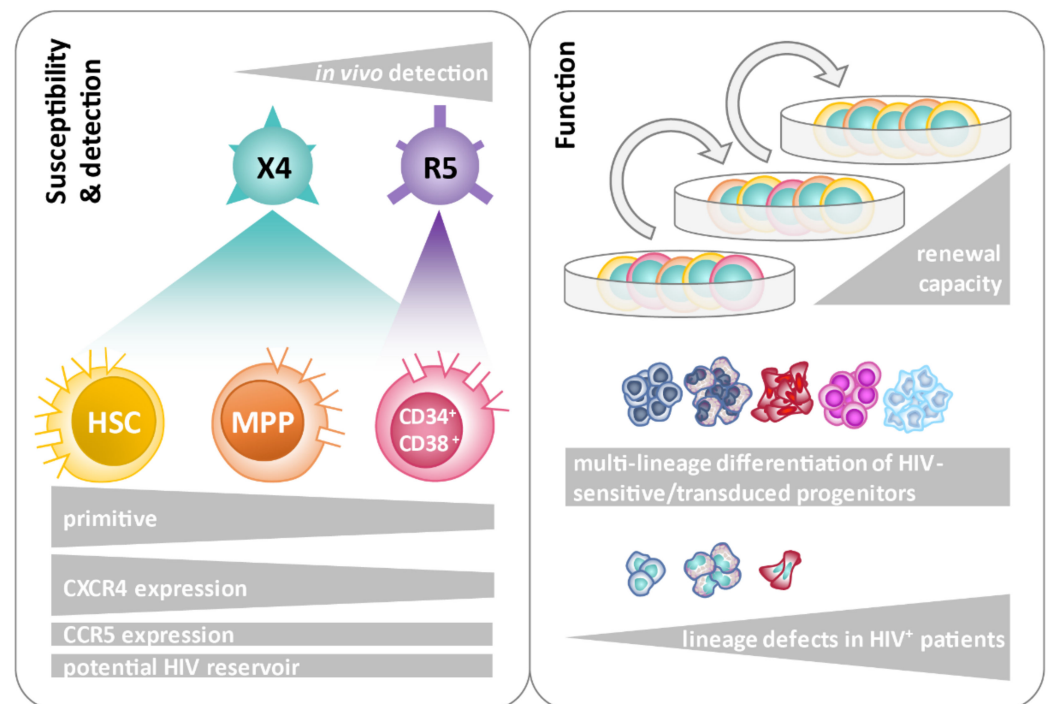 Susceptibility
& detection
in vivo detection
X4
R5
HSC
MPP
CD34⁺
CD38⁺
primitive
CXCR4 expression
CCR5 expression
potential HIV reservoir
Function
renewal
capacity
multi-lineage differentiation of HIV-
sensitive/transduced progenitors
lineage defects in HIV⁺ patients